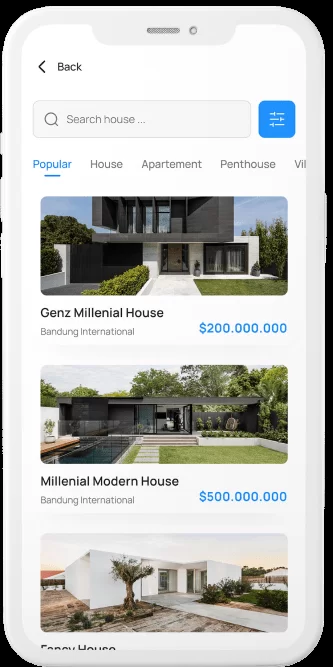 Back
Search house ...
Popular House Apartement Penthouse Vil
Genz Millenial House
Bandung International $200.000.000
Millenial Modern House
Bandung International $500.000.000
Fancy House